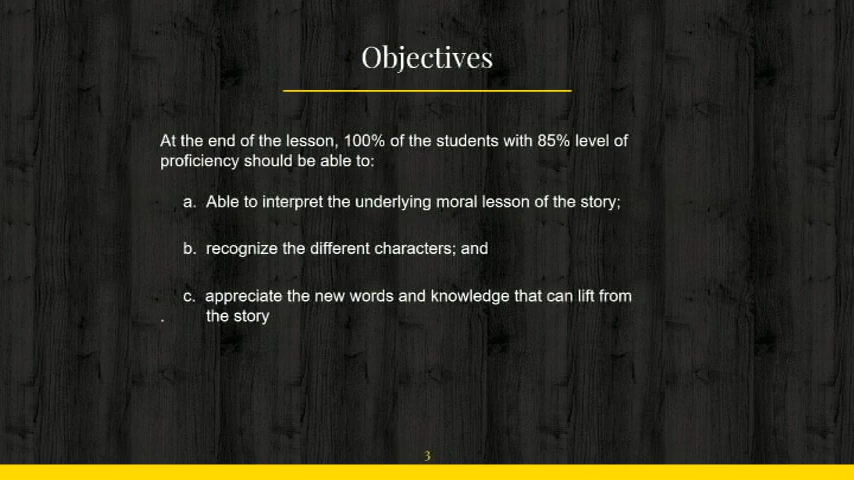 Objectives
At the end of the lesson, 100% of the students with 85% level of
proficiency should be able to:
a. Able to interpret the underlying moral lesson of the story;
b. recognize the different characters; and
c. appreciate the new words and knowledge that can lift from
. the story
3